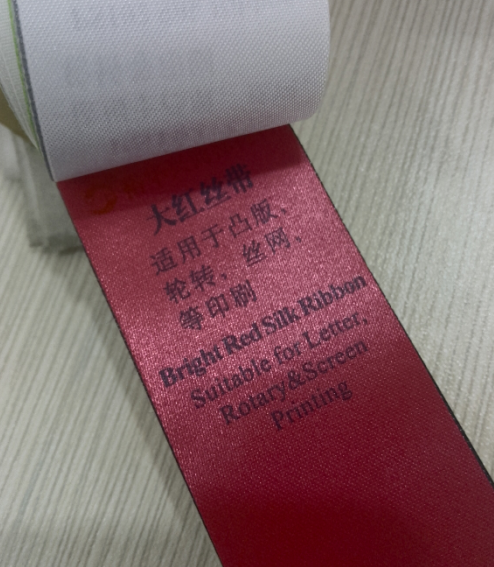 大红丝带
适用于凸版、
轮转、丝网、
等印刷
Bright Red Silk Ribbon
Suitable for Letter,
Rotary&Screen
Printing